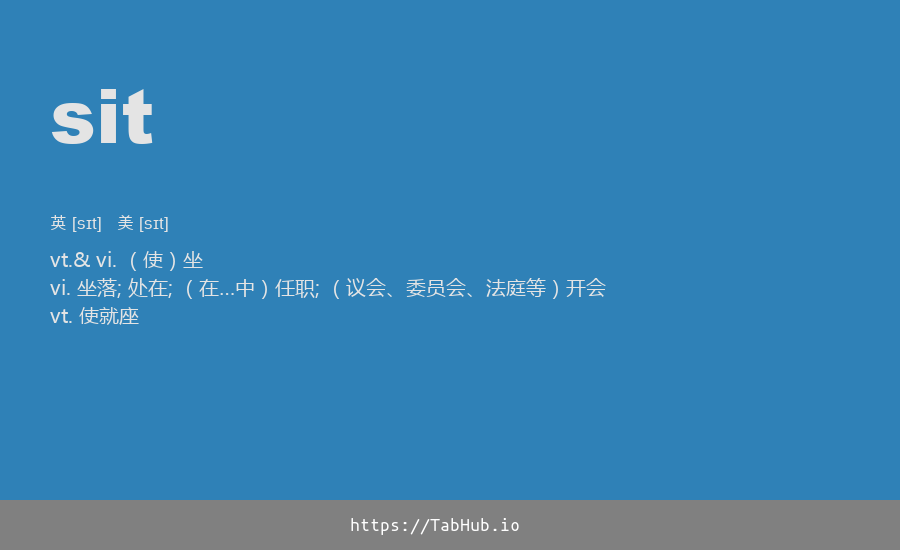 sit
英 [sɪt] 美 [sɪt]
vt.& vi. （使）坐
vi. 坐落; 处在; （在…中）任职; （议会、委员会、法庭等）开会
vt. 使就座
https://TabHub.io